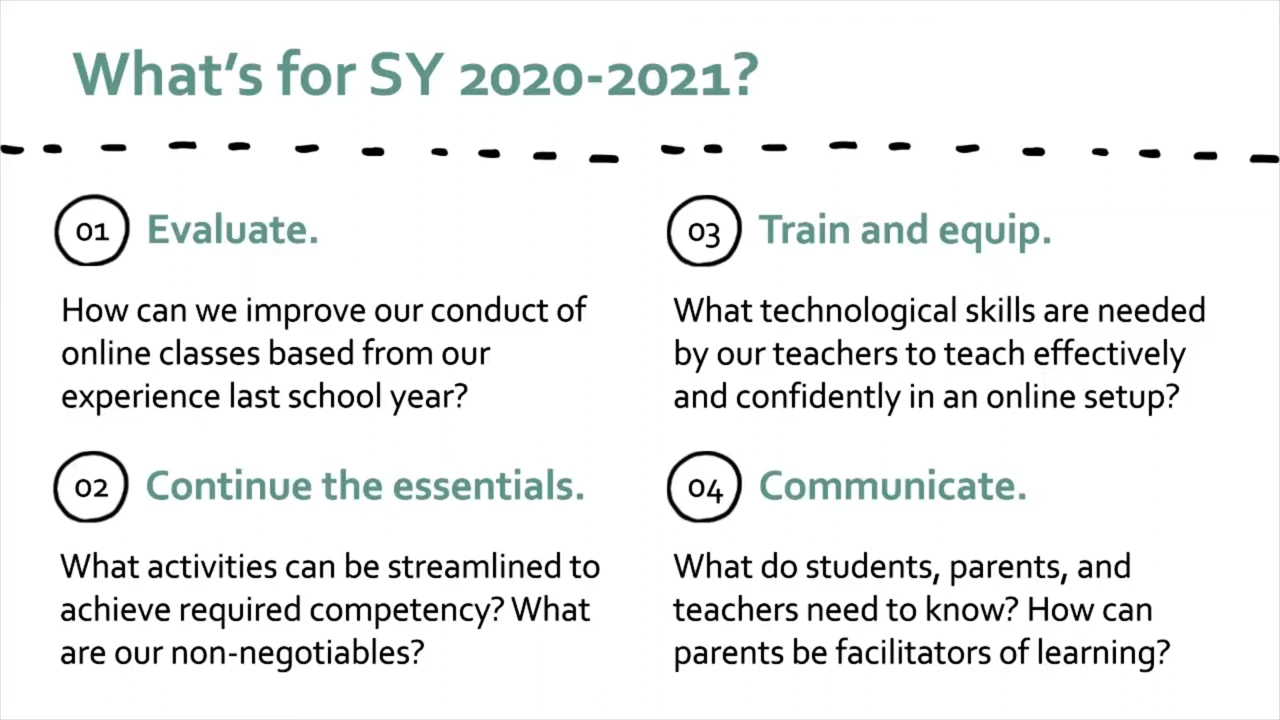 What's for SY 2020-2021?
01 Evaluate.
How can we improve our conduct of
online classes based from our
experience last school year?
02 Continue the essentials.
What activities can be streamlined to
achieve required competency? What
are our non-negotiables?
03 Train and equip.
What technological skills are needed
by our teachers to teach effectively
and confidently in an online setup?
04 Communicate.
What do students, parents, and
teachers need to know? How can
parents be facilitators of learning?